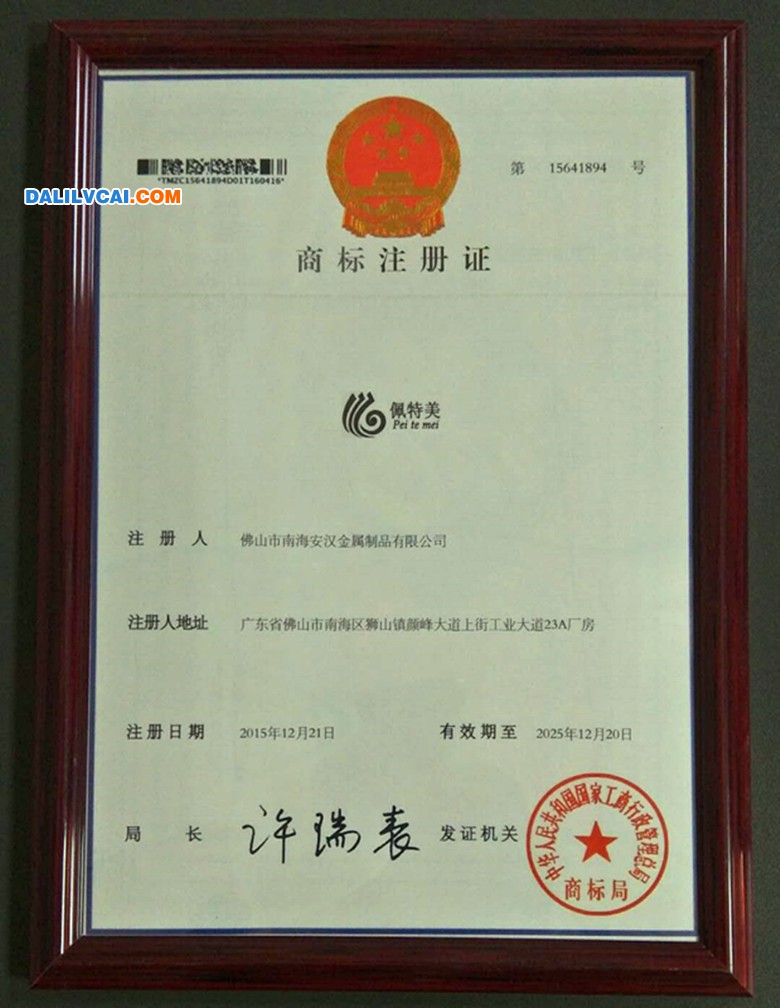 第 15641894 号
*TMZC15641894D01T160416*
DALILVCAI.COM
商标注册证
佩特美
Pei te mei
注册人 佛山市南海安汉金属制品有限公司
注册人地址 广东省佛山市南海区狮山镇颜峰大道上街工业大道23A厂房
注册日期 2015年12月21日 有效期至 2025年12月20日
局长 许瑞表 发证机关
中华人民共和国国家工商行政管理总局
商标局